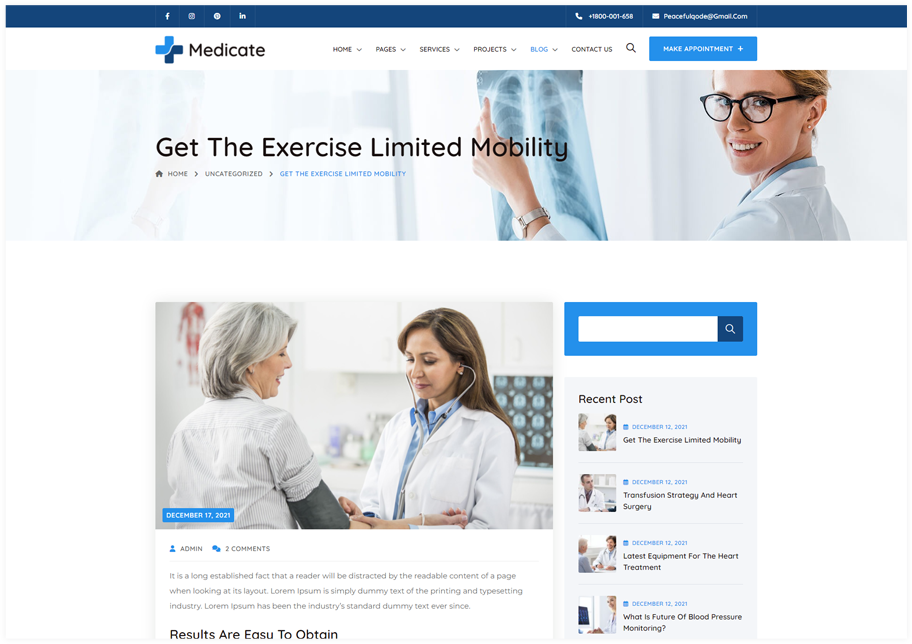 +1800-001-658
Peacefulqode@Gmail.Com
Medicate
HOME
PAGES
SERVICES
PROJECTS
BLOG
CONTACT US
MAKE APPOINTMENT +
Get The Exercise Limited Mobility
HOME > UNCATEGORIZED > GET THE EXERCISE LIMITED MOBILITY
DECEMBER 17, 2021
ADMIN
2 COMMENTS
It is a long established fact that a reader will be distracted by the readable content of a page
when looking at its layout. Lorem Ipsum is simply dummy text of the printing and typesetting
industry. Lorem Ipsum has been the industry's standard dummy text ever since.
Results Are Easy To Obtain
Recent Post
DECEMBER 12, 2021
Get The Exercise Limited Mobility
DECEMBER 12, 2021
Transfusion Strategy And Heart
Surgery
DECEMBER 12, 2021
Latest Equipment For The Heart
Treatment
DECEMBER 12, 2021
What Is Future Of Blood Pressure
Monitoring?